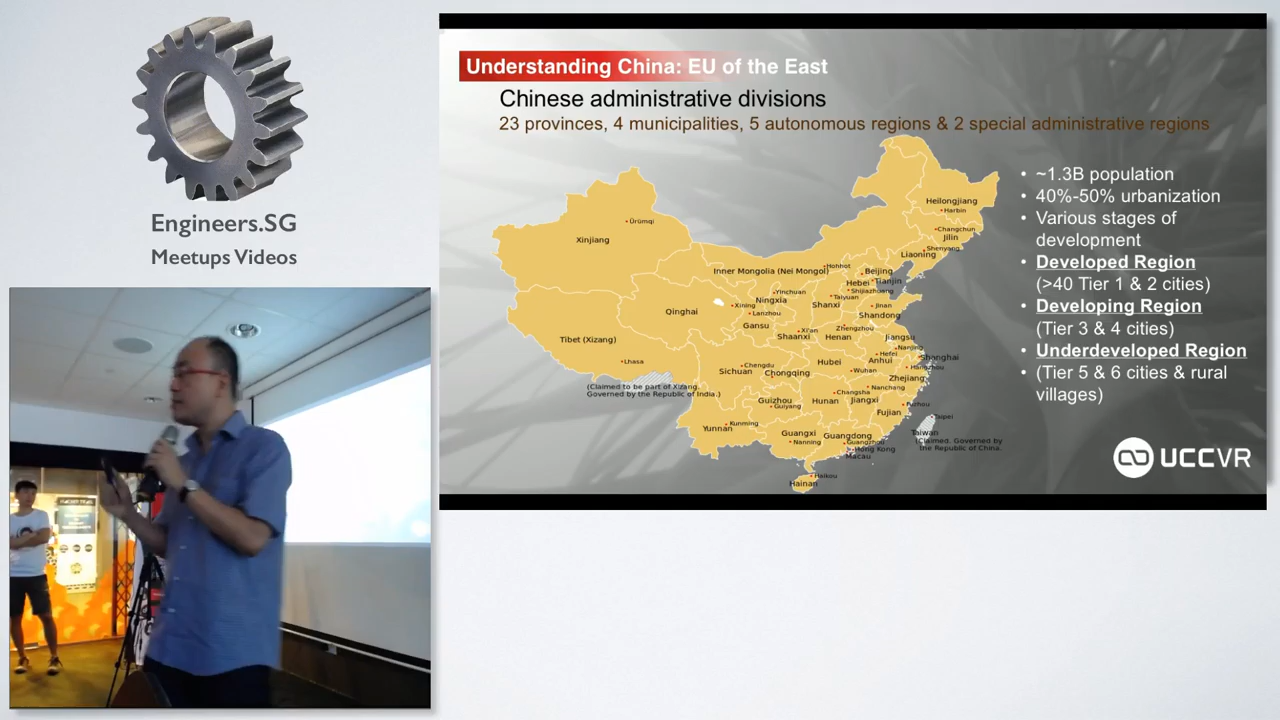 Engineers.SG
Meetups Videos
Understanding China: EU of the East
Chinese administrative divisions
23 provinces, 4 municipalities, 5 autonomous regions & 2 special administrative regions
• ~1.3B population
• 40%-50% urbanization
• Various stages of
development
• Developed Region
(>40 Tier 1 & 2 cities)
• Developing Region
(Tier 3 & 4 cities)
• Underdeveloped Region
• (Tier 5 & 6 cities & rural
villages)
Heilongjiang
Harbin
Ürümqi
Changchun
Jilin
Xinjiang
Shenyang
Liaoning
Hohhot
Inner Mongolia (Nei Mongol)
Beijing
Tianjin
Hebei
Shijiazhuang
Yinchuan
Ningxia
Taiyuan
Shanxi
Xining
Jinan
Qinghai
Lanzhou
Shandong
Gansu
Xi'an
Zhengzhou
Shaanxi
Henan
Jiangsu
Tibet (Xizang)
Nanjing
Hefei
Shanghai
Lhasa
Anhui
Hubei
Chengdu
Hangzhou
Sichuan
Chongqing
Wuhan
Zhejiang
(Claimed to be part of Xizang.
Governed by the Republic of India.)
Nanchang
Changsha
Guizhou
Hunan
Jiangxi
Guiyang
Fuzhou
Fujian
Taipei
Kunming
Yunnan
Guangxi
Guangdong
Taiwan
Nanning
Guangzhou
(Claimed. Governed by
the Republic of China.
Hong Kong
Macau
Haikou
Hainan
UCCVR